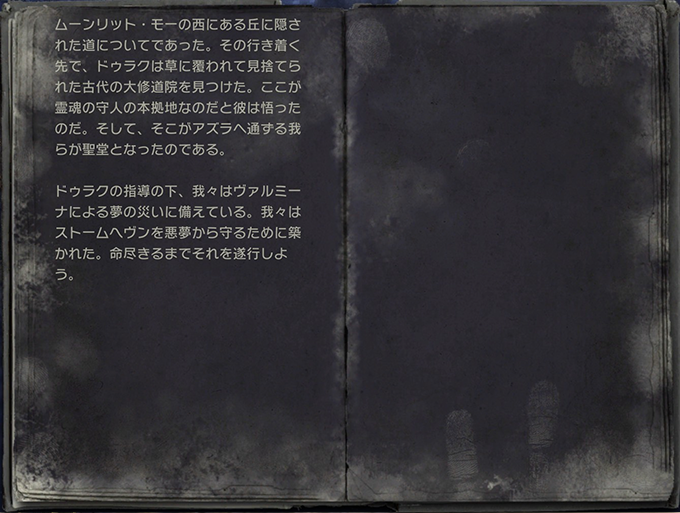 ムーンリット・モーの西にある丘に隠さ
れた道についてであった。その行き着く
先で、ドゥラクは草に覆われて見捨てら
れた古代の大修道院を見つけた。ここが
霊魂の守人の本拠地なのだと彼は悟った
のだ。そして、そこがアズラへ通ずる我
らが聖堂となったのである。
ドゥラクの指導の下、我々はヴァルミー
ナによる夢の災いに備えている。我々は
ストームヘヴンを悪夢から守るために築
かれた。命尽きるまでそれを遂行しよ
う。